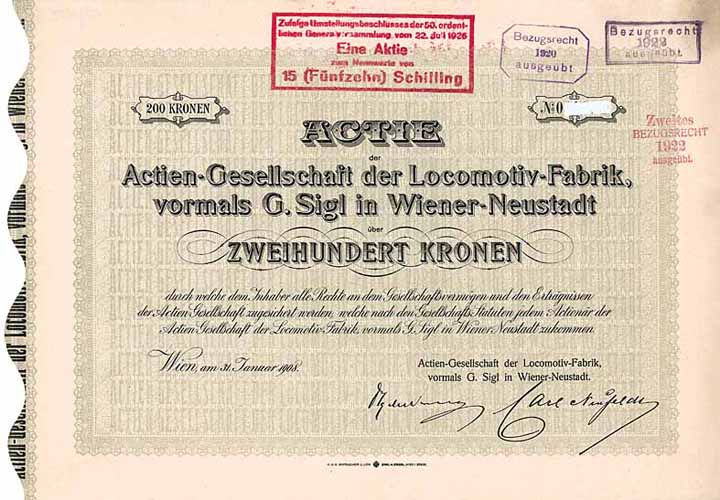 Zufolge Umstellungsbeschlusses der 50. ordent-
lichen Generalversammlung vom 22. Juli 1926
Eine Aktie
zum Nennwerte von
15 (Fünfzehn) Schilling
Bezugsrecht
1920
ausgeübt.
Bezugsrecht
1922
ausgeübt.
200 KRONEN
№ 0
Zweites
BEZUGSRECHT
1922
ausgeübt.
ACTIE
der
Actien-Gesellschaft der Locomotiv-Fabrik,
vormals G. Sigl in Wiener-Neustadt
über
ZWEIHUNDERT KRONEN
durch welche dem Inhaber alle Rechte an dem Gesellschaftsvermögen und den Erträgnissen
der Actien Gesellschaft zugesichert werden, welche nach den Gesellschafts Statuten jedem Actionär der
Actien Gesellschaft der Locomotiv-Fabrik, vormals G. Sigl in Wiener Neustadt zukommen.
Wien, am 31. Januar 1908.
Actien-Gesellschaft der Locomotiv-Fabrik,
vormals G. Sigl in Wiener-Neustadt.
Carl Neufeldt